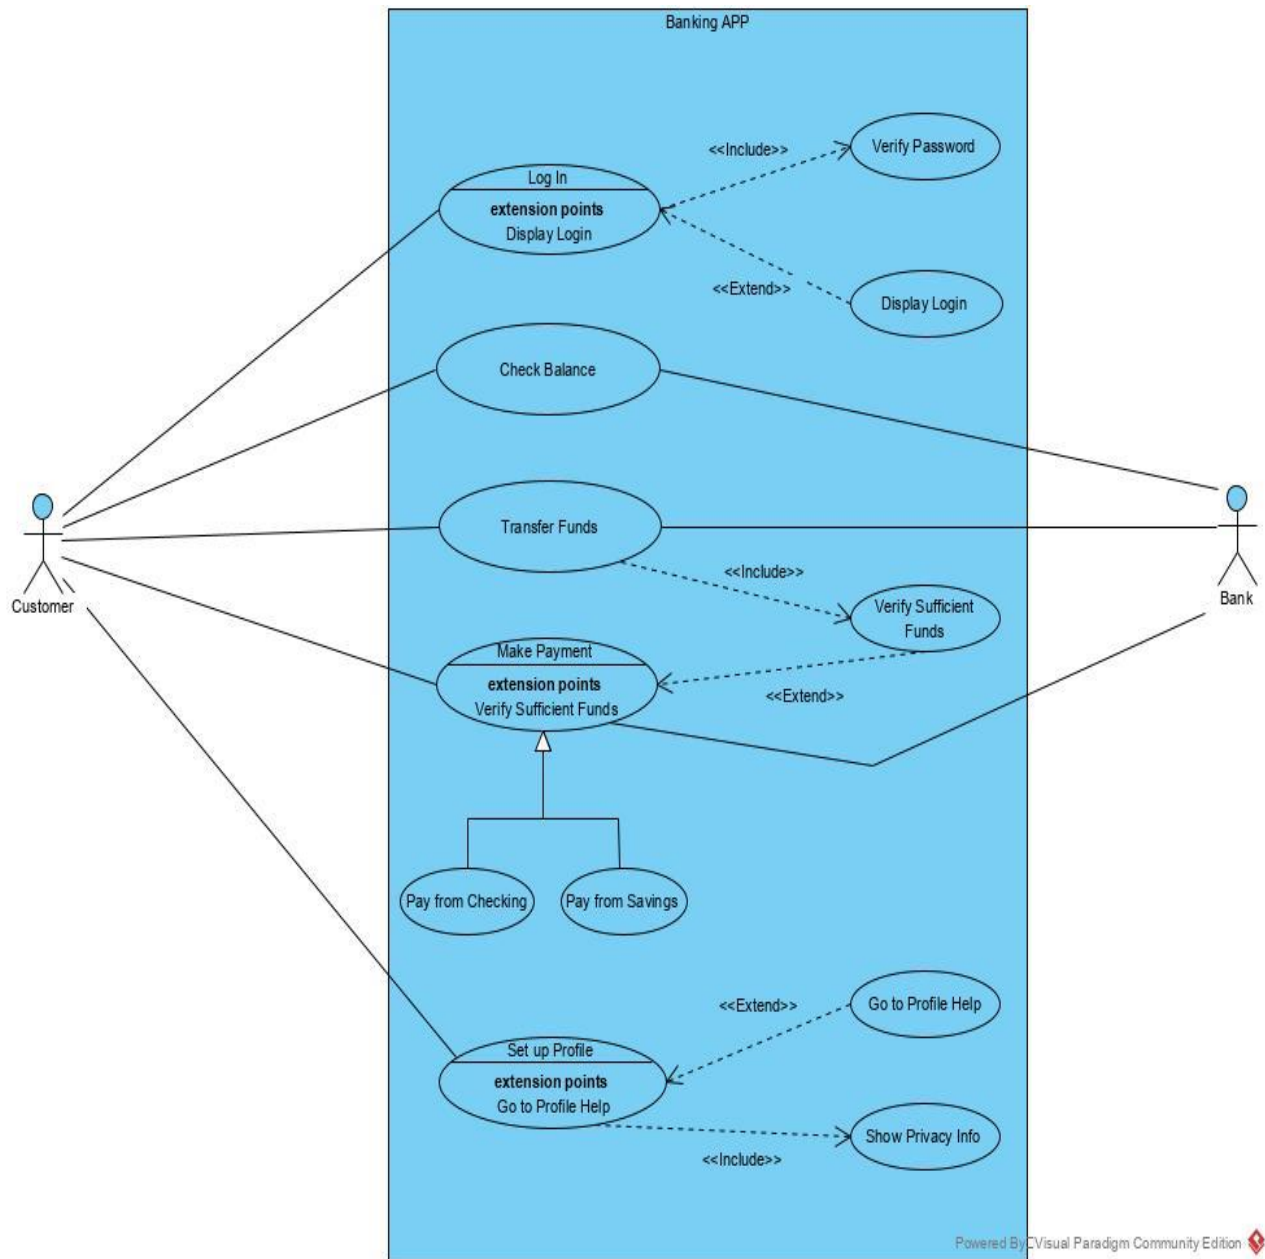 Banking APP
<<Include>>
Verify Password
Log In
extension points
Display Login
<<Extend>>
Display Login
Check Balance
Transfer Funds
<<Include>>
Verify Sufficient
Funds
Customer
Bank
Make Payment
extension points
Verify Sufficient Funds
<<Extend>>
Pay from Checking
Pay from Savings
<<Extend>>
Go to Profile Help
Set up Profile
extension points
Go to Profile Help
Show Privacy Info
<<Include>>
Powered By Visual Paradigm Community Edition